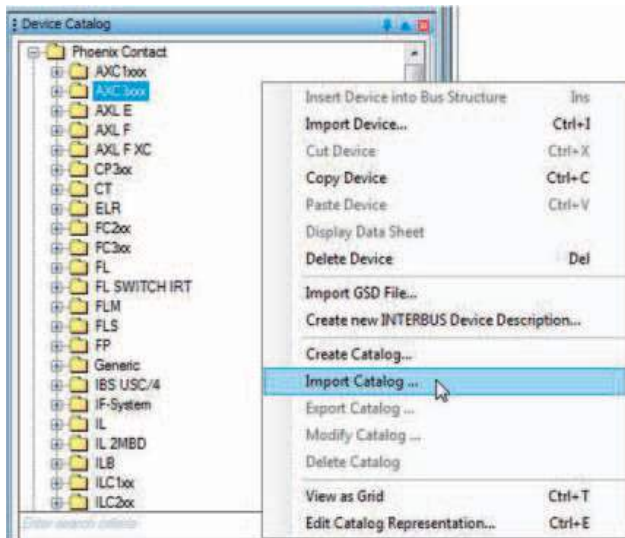 Device Catalog
Phoenix Contact
AXC1xxx
AXC3xxx
AXL E
AXL F
AXL F XC
CP3xx
CT
ELR
FC2xx
FC3xx
FL
FL SWITCH IRT
FLM
FLS
FP
Generic
IBS USC/4
IF-System
IL
IL 2MBD
ILB
ILC1xx
ILC2xx
Enter search criteria
Insert Device into Bus Structure Ins
Import Device... Ctrl+I
Cut Device Ctrl+X
Copy Device Ctrl+C
Paste Device Ctrl+V
Display Data Sheet
Delete Device Del
Import GSD File...
Create new INTERBUS Device Description...
Create Catalog...
Import Catalog ...
Export Catalog ...
Modify Catalog ...
Delete Catalog
View as Grid Ctrl+T
Edit Catalog Representation... Ctrl+E